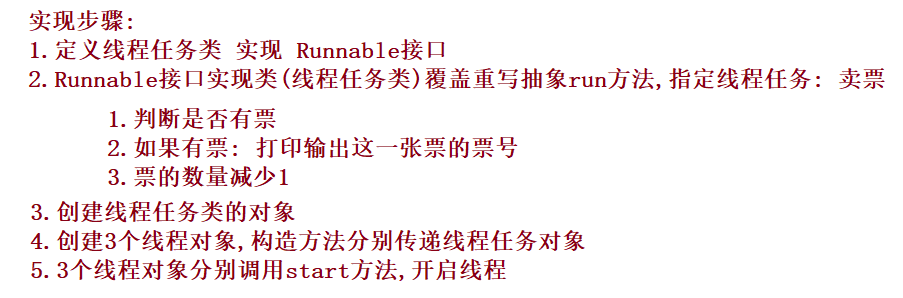 实现步骤:
1.定义线程任务类 实现 Runnable接口
2.Runnable接口实现类(线程任务类)覆盖重写抽象run方法,指定线程任务: 卖票
1.判断是否有票
2.如果有票: 打印输出这一张票的票号
3.票的数量减少1
3.创建线程任务类的对象
4.创建3个线程对象,构造方法分别传递线程任务对象
5.3个线程对象分别调用start方法,开启线程